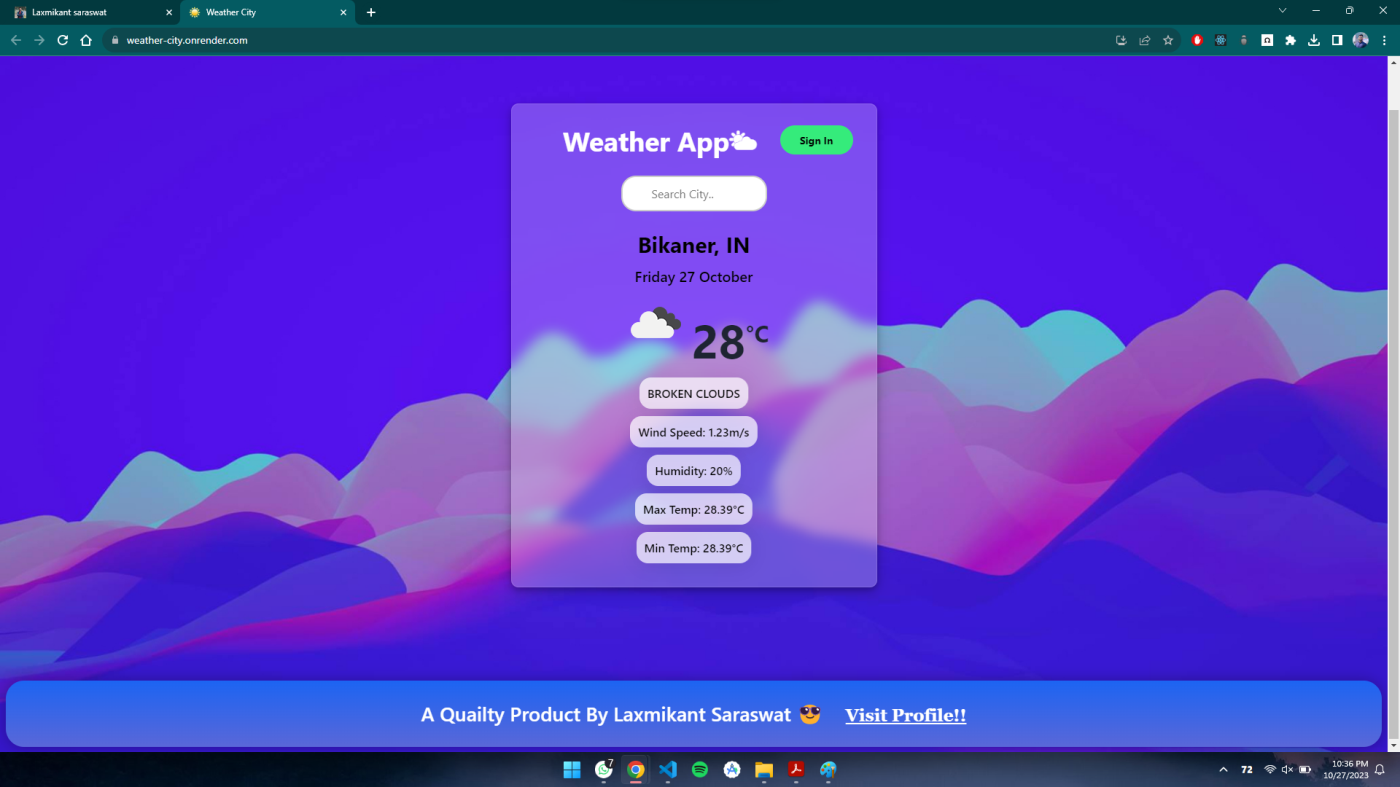 Laxmikant saraswat
Weather City
weather-city.onrender.com
Weather App
Sign In
Search City..
Bikaner, IN
Friday 27 October
28°C
BROKEN CLOUDS
Wind Speed: 1.23m/s
Humidity: 20%
Max Temp: 28.39°C
Min Temp: 28.39°C
A Quailty Product By Laxmikant Saraswat 😎 Visit Profile!!
7
72
10:36 PM
10/27/2023